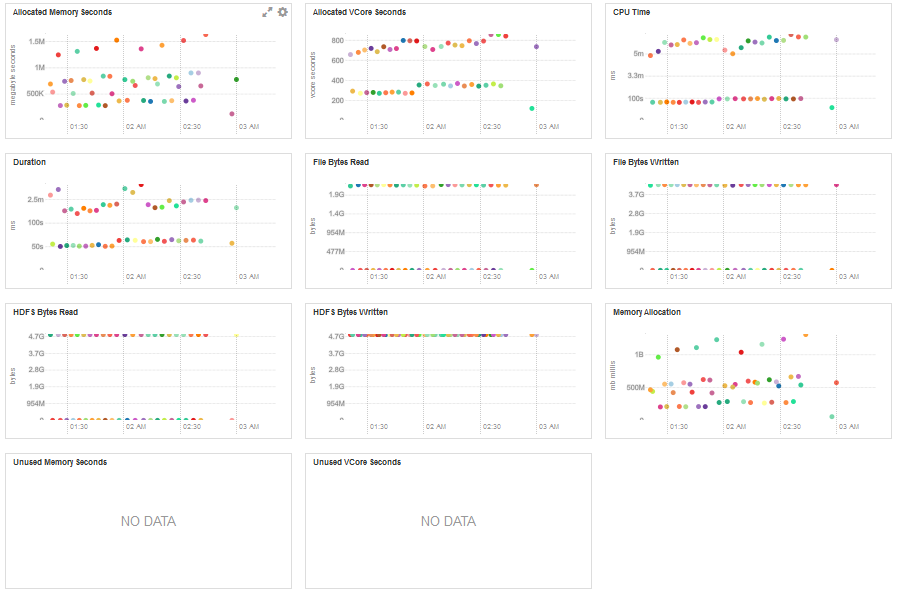 Allocated Memory Seconds
megabyte seconds
1.5M
1M
500K
0
01:30
02 AM
02:30
03 AM
Allocated VCore Seconds
vcore seconds
800
600
400
200
01:30
02 AM
02:30
03 AM
CPU Time
ms
5m
3.3m
100s
0
01:30
02 AM
02:30
03 AM
Duration
ms
2.5m
100s
50s
0
01:30
02 AM
02:30
03 AM
File Bytes Read
bytes
1.9G
1.4G
954M
477M
0
01:30
02 AM
02:30
03 AM
File Bytes Written
bytes
3.7G
2.8G
1.9G
954M
0
01:30
02 AM
02:30
03 AM
HDFS Bytes Read
bytes
4.7G
3.7G
2.8G
1.9G
954M
0
01:30
02 AM
02:30
03 AM
HDFS Bytes Written
bytes
4.7G
3.7G
2.8G
1.9G
954M
0
01:30
02 AM
02:30
03 AM
Memory Allocation
mb millis
1B
500M
0
01:30
02 AM
02:30
03 AM
Unused Memory Seconds
NO DATA
Unused VCore Seconds
NO DATA